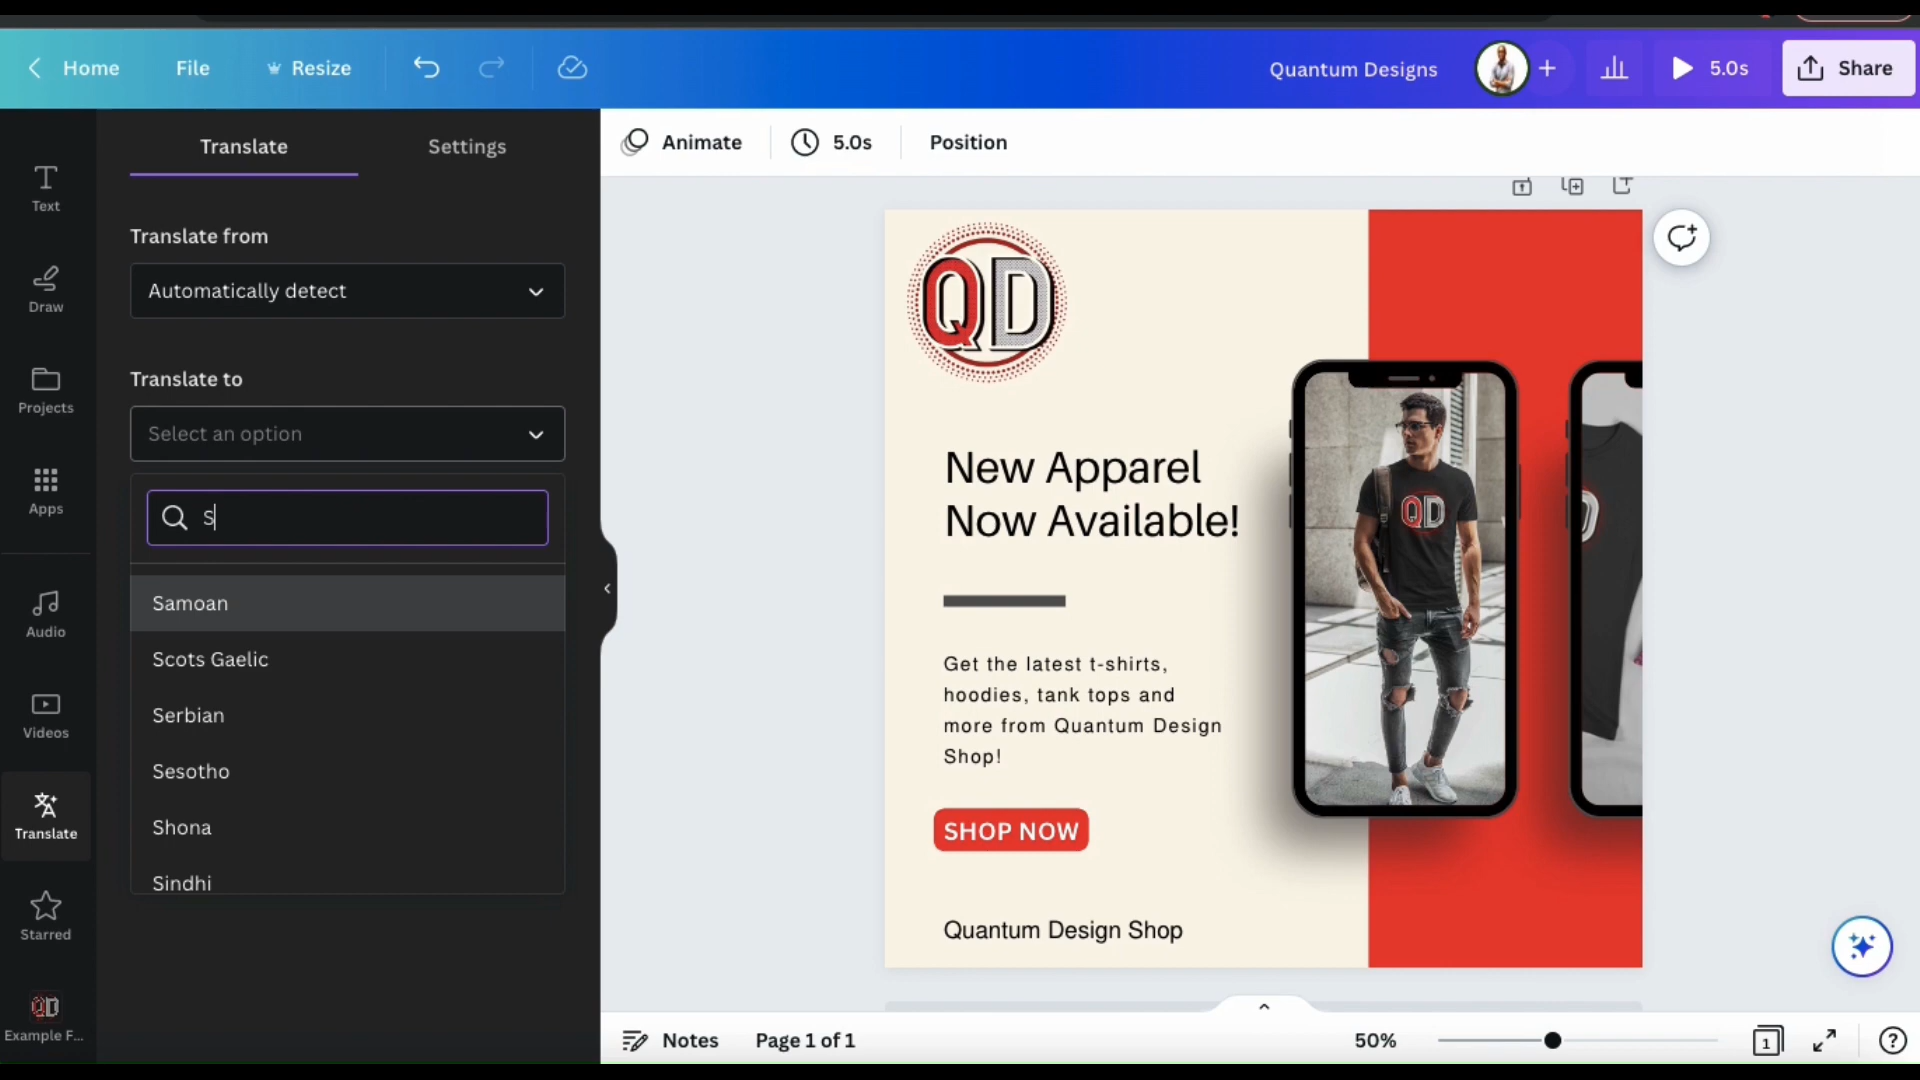 Home
File
Resize
Quantum Designs
5.0s
Share
Text
Draw
Projects
Apps
Audio
Videos
Translate
Starred
QD
Example F...
Translate
Settings
Translate from
Automatically detect
Translate to
Select an option
S
Samoan
Scots Gaelic
Serbian
Sesotho
Shona
Sindhi
Animate
5.0s
Position
QD
New Apparel
Now Available!
Get the latest t-shirts,
hoodies, tank tops and
more from Quantum Design
Shop!
SHOP NOW
Quantum Design Shop
QD
D
Notes
Page 1 of 1
50%
1
?